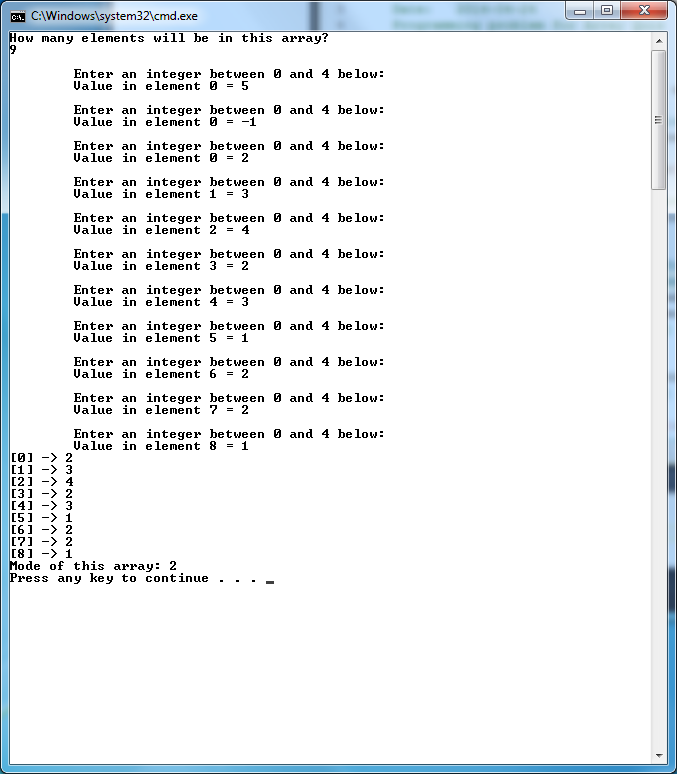 C:\Windows\system32\cmd.exe
How many elements will be in this array?
9
Enter an integer between 0 and 4 below:
Value in element 0 = 5
Enter an integer between 0 and 4 below:
Value in element 0 = -1
Enter an integer between 0 and 4 below:
Value in element 0 = 2
Enter an integer between 0 and 4 below:
Value in element 1 = 3
Enter an integer between 0 and 4 below:
Value in element 2 = 4
Enter an integer between 0 and 4 below:
Value in element 3 = 2
Enter an integer between 0 and 4 below:
Value in element 4 = 3
Enter an integer between 0 and 4 below:
Value in element 5 = 1
Enter an integer between 0 and 4 below:
Value in element 6 = 2
Enter an integer between 0 and 4 below:
Value in element 7 = 2
Enter an integer between 0 and 4 below:
Value in element 8 = 1
[0] -> 2
[1] -> 3
[2] -> 4
[3] -> 2
[4] -> 3
[5] -> 1
[6] -> 2
[7] -> 2
[8] -> 1
Mode of this array: 2
Press any key to continue . . . _